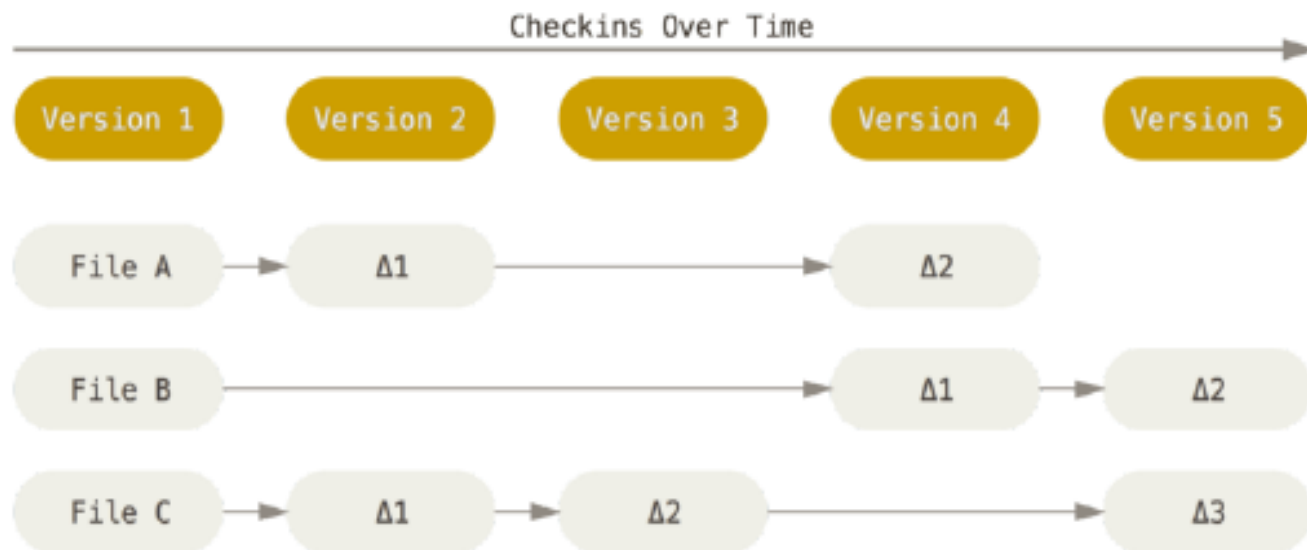 Checkins Over Time
Version 1 Version 2 Version 3 Version 4 Version 5
File A Δ1 Δ2
File B Δ1 Δ2
File C Δ1 Δ2 Δ3